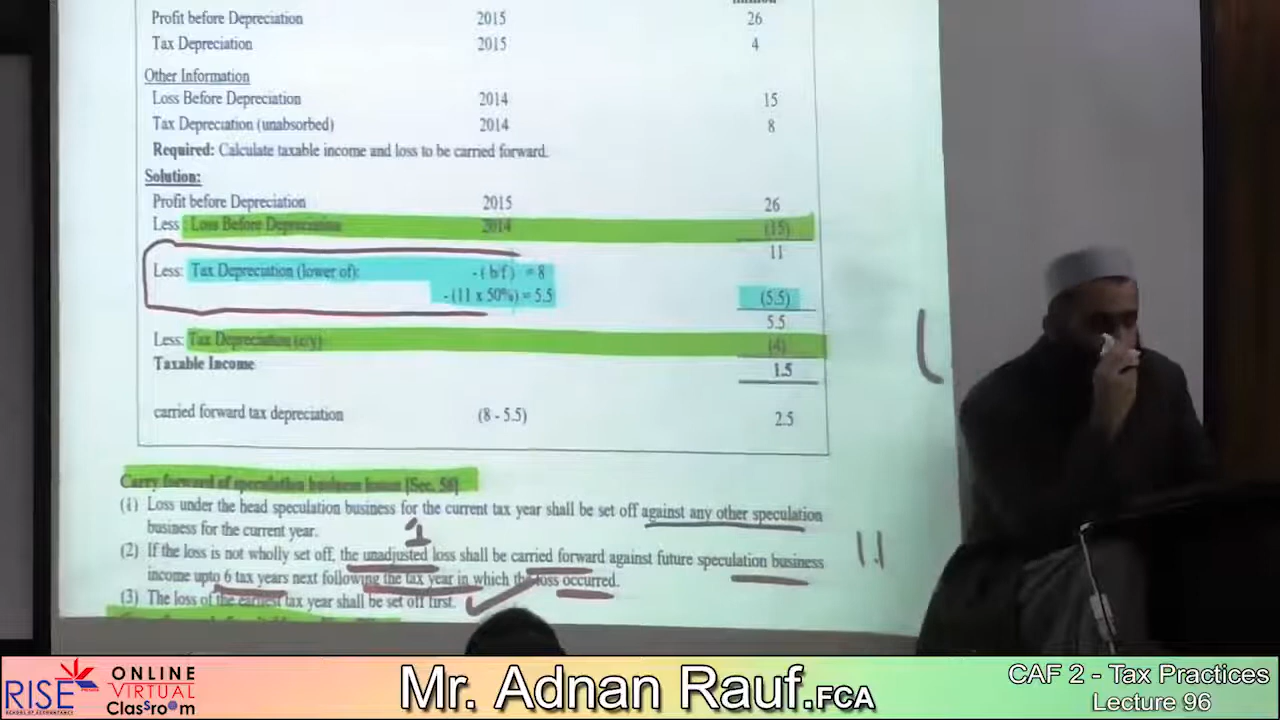 Profit before Depreciation 2015 26
Tax Depreciation 2015 4
Other Information
Loss Before Depreciation 2014 15
Tax Depreciation (unabsorbed) 2014 8
Required: Calculate taxable income and loss to be carried forward.
Solution:
Profit before Depreciation 2015 26
Less : Loss Before Depreciation 2014 (15)
11
Less: Tax Depreciation (lower of): - ( b/f ) = 8
- (11 x 50%) = 5.5 (5.5)
5.5
Less: Tax Depreciation (c/y) (4)
Taxable Income 1.5
carried forward tax depreciation (8 - 5.5) 2.5
Carry forward of speculation business losses [Sec. 58]
(1) Loss under the head speculation business for the current tax year shall be set off against any other speculation
business for the current year.
(2) If the loss is not wholly set off, the unadjusted loss shall be carried forward against future speculation business
income upto 6 tax years next following the tax year in which the loss occurred.
(3) The loss of the earliest tax year shall be set off first.
RISE
SCHOOL OF ACCOUNTANCY
ONLINE
VIRTUAL
Classroom
Mr. Adnan Rauf.FCA
CAF 2 - Tax Practices
Lecture 96